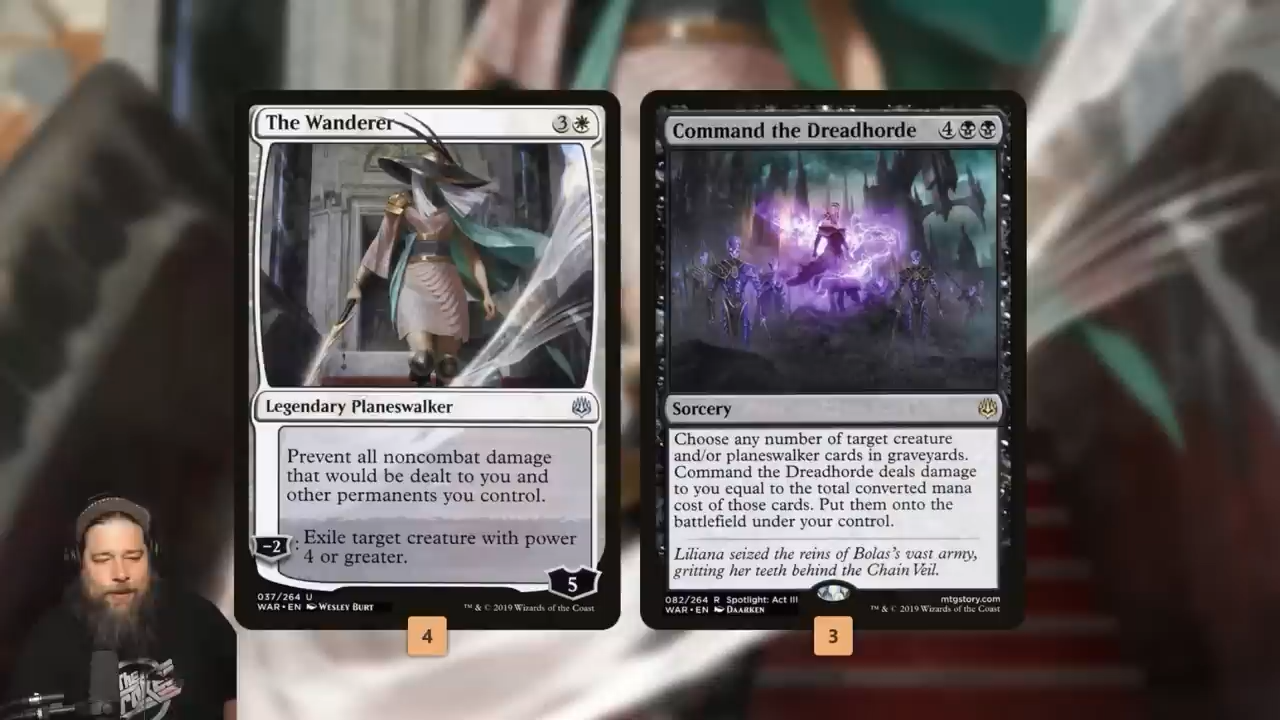 The Wanderer 3
Legendary Planeswalker
Prevent all noncombat damage
that would be dealt to you and
other permanents you control.
-2: Exile target creature with power
4 or greater.
5
037/264 U
WAR • EN Wesley Burt
™ & © 2019 Wizards of the Coast
4
Command the Dreadhorde 4
Sorcery
Choose any number of target creature
and/or planeswalker cards in graveyards.
Command the Dreadhorde deals damage
to you equal to the total converted mana
cost of those cards. Put them onto the
battlefield under your control.
Liliana seized the reins of Bolas's vast army,
gritting her teeth behind the Chain Veil.
082/264 R Spotlight: Act III
WAR • EN Daarken
mtgstory.com
™ & © 2019 Wizards of the Coast
3
The